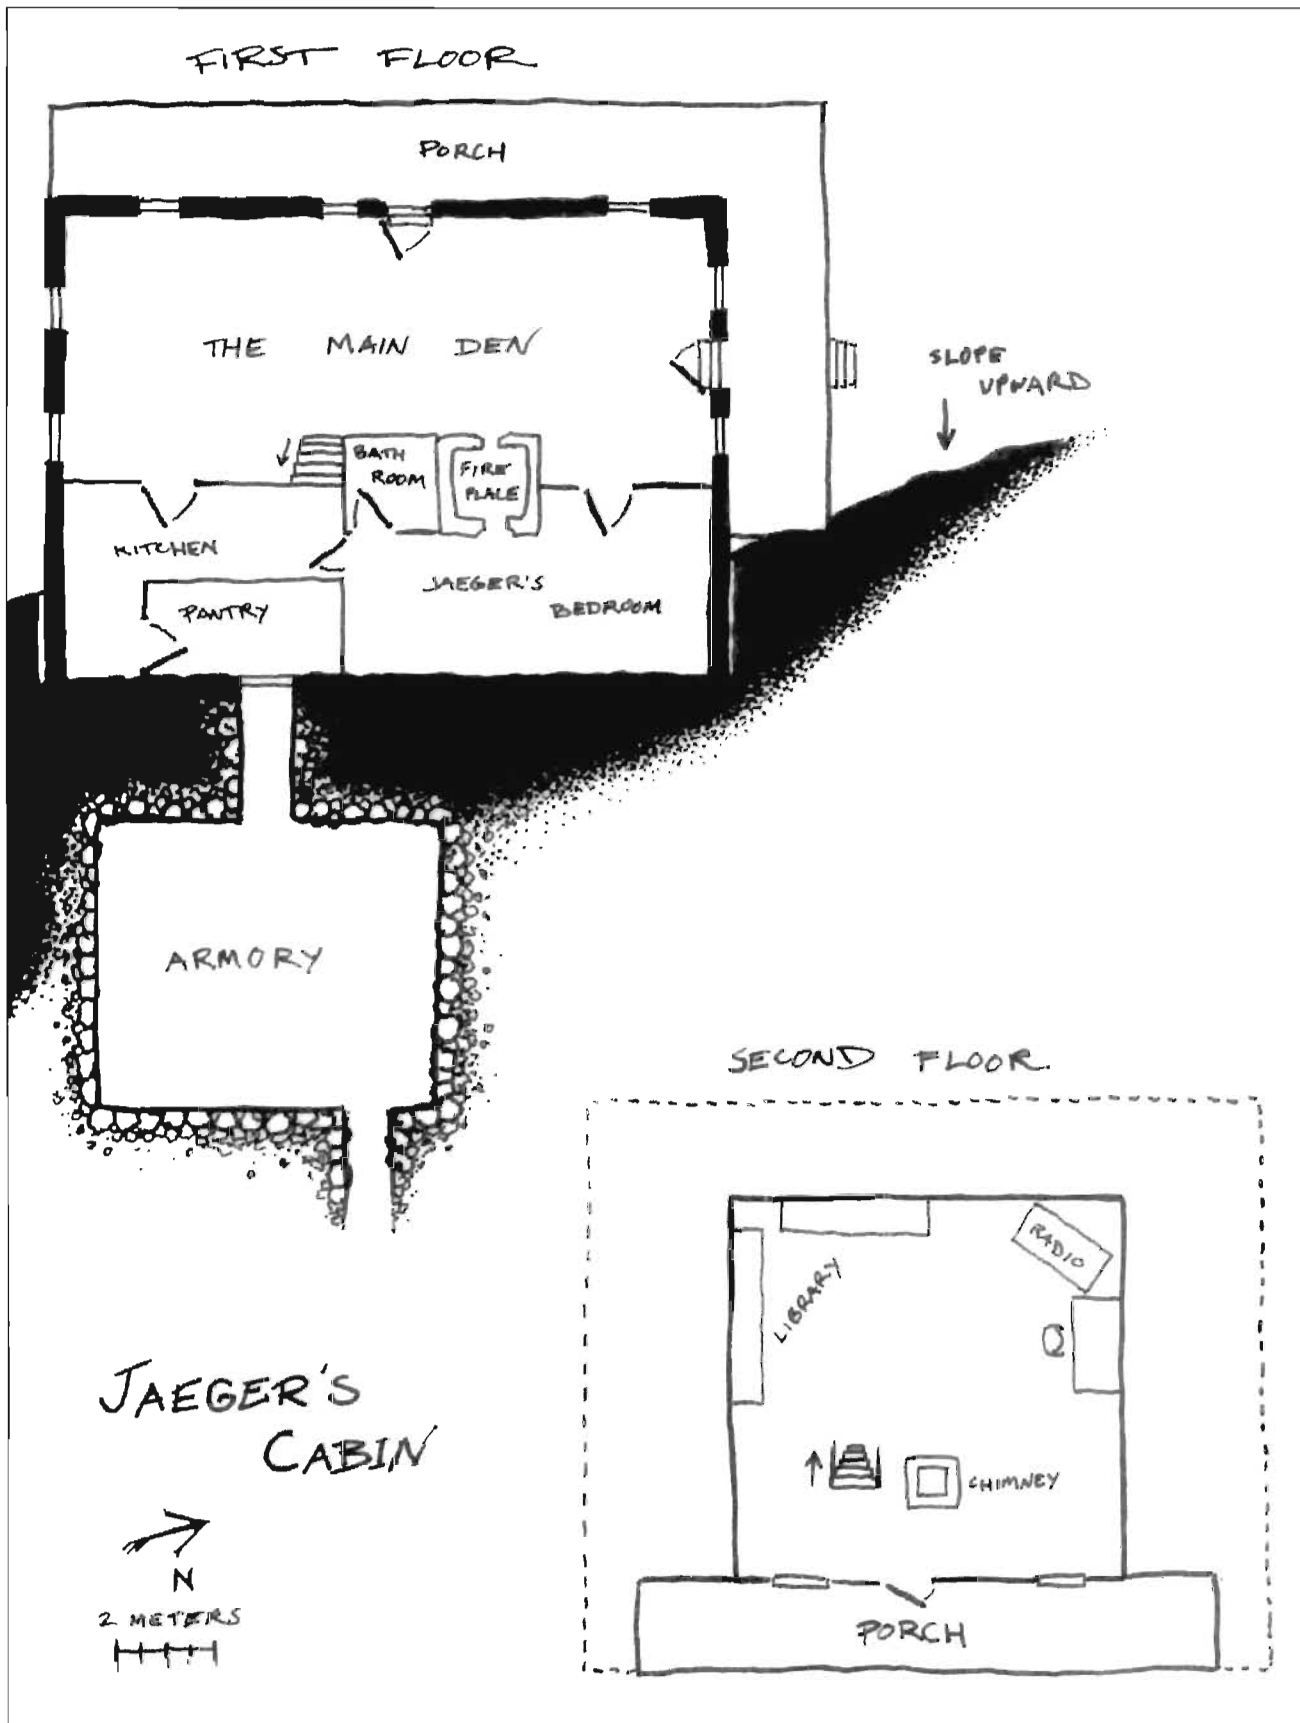 FIRST FLOOR
PORCH
THE MAIN DEN
SLOPE
UPWARD
BATH
ROOM
FIRE
PLACE
KITCHEN
JAEGER'S
BEDROOM
PANTRY
ARMORY
SECOND FLOOR
RADIO
LIBRARY
CHIMNEY
PORCH
JAEGER'S
CABIN
N
2 METERS